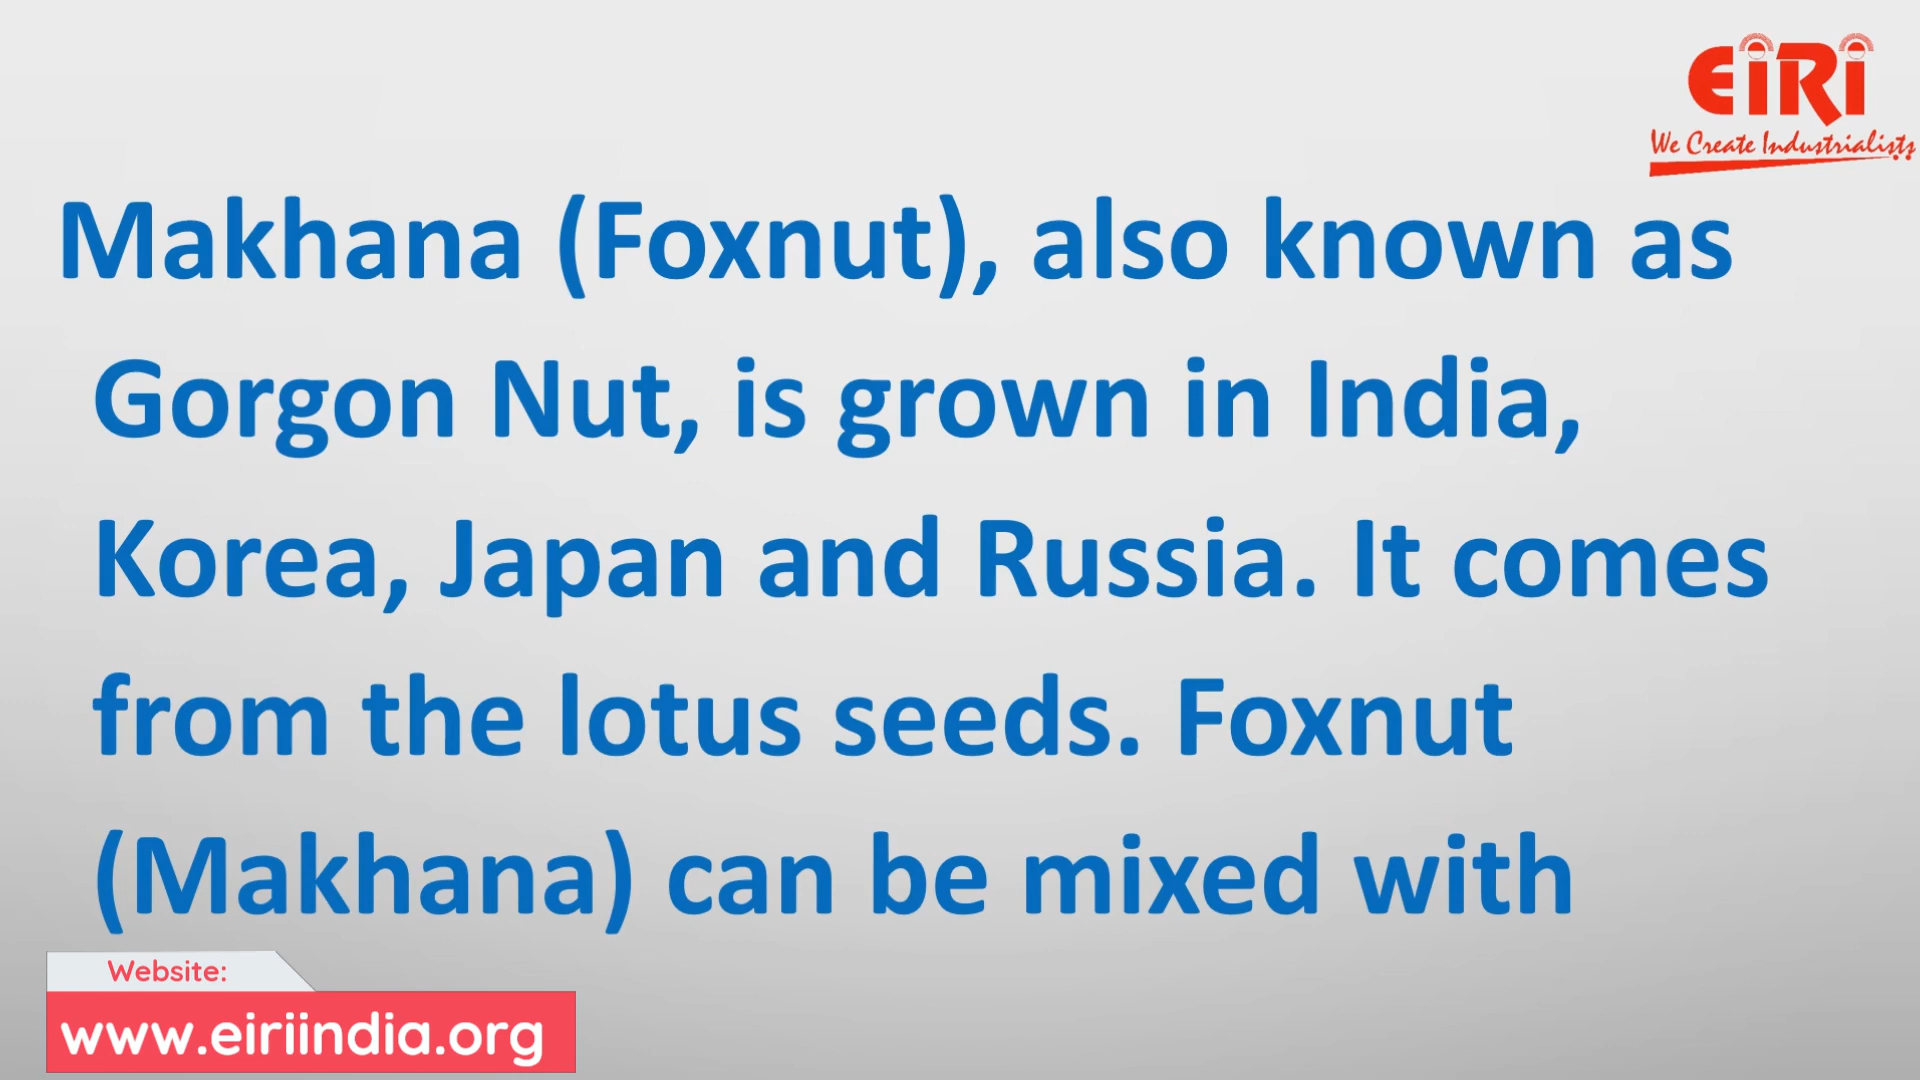 EiRi
We Create Industrialists
Makhana (Foxnut), also known as
Gorgon Nut, is grown in India,
Korea, Japan and Russia. It comes
from the lotus seeds. Foxnut
(Makhana) can be mixed with
Website:
www.eiriindia.org